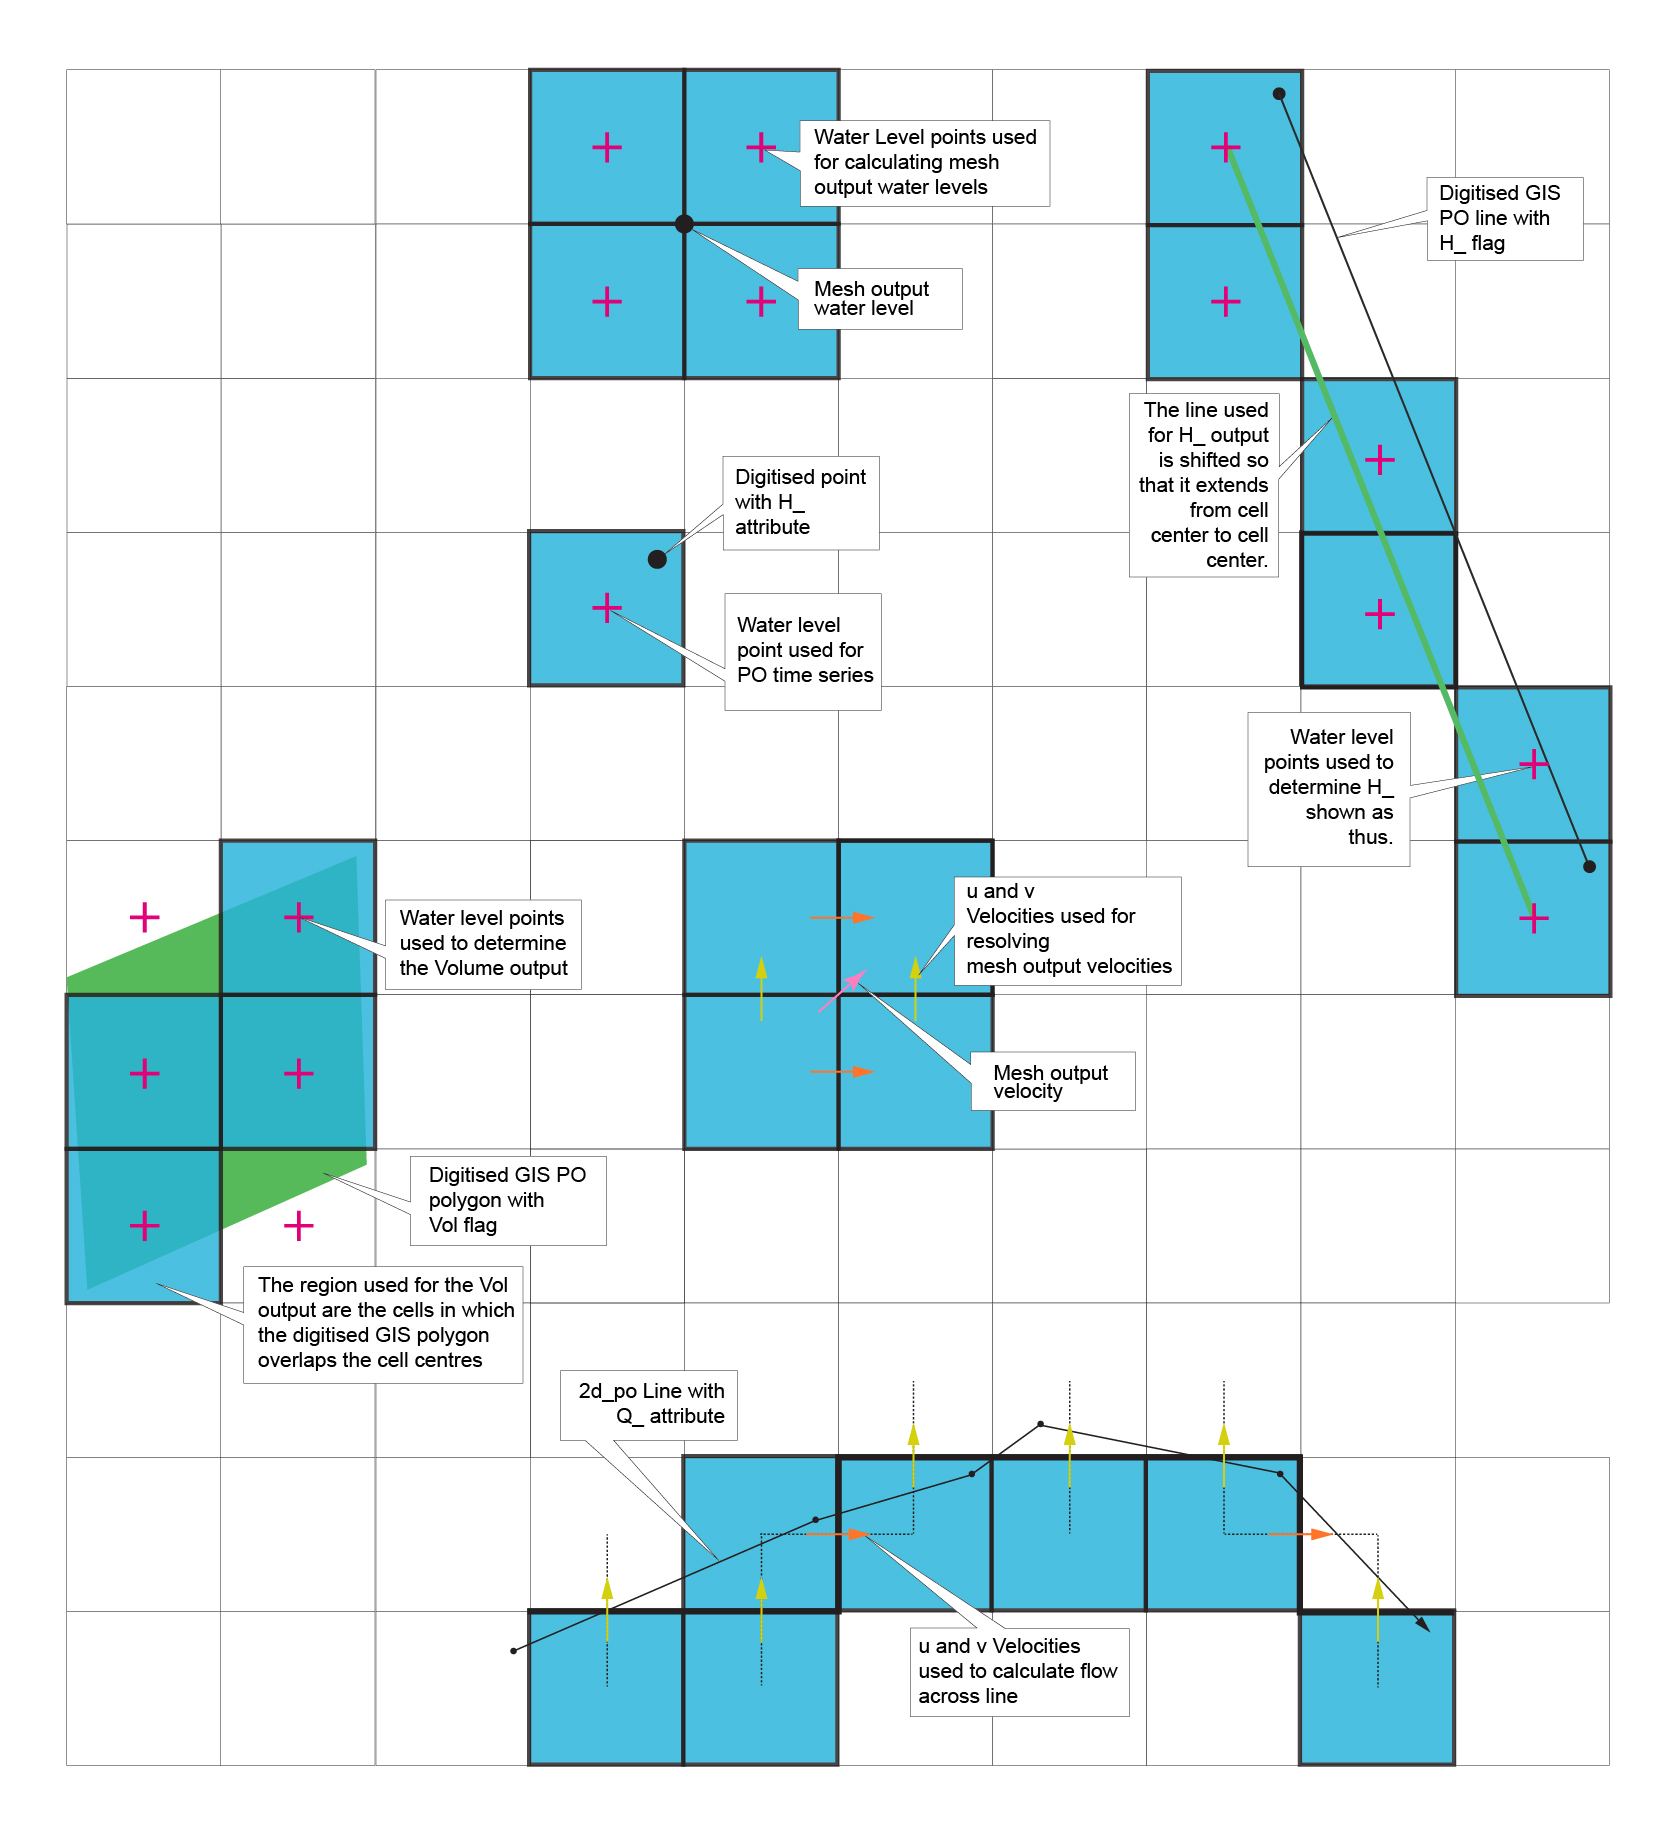 Water Level points used
for calculating mesh
output water levels
Digitised GIS
PO line with
H_ flag
Mesh output
water level
The line used
for H_ output
is shifted so
that it extends
from cell
center to cell
center.
Digitised point
with H_
attribute
Water level
point used for
PO time series
Water level
points used to
determine H_
shown as
thus.
u and v
Velocities used for
resolving
mesh output velocities
Water level points
used to determine
the Volume output
Mesh output
velocity
Digitised GIS PO
polygon with
Vol flag
The region used for the Vol
output are the cells in which
the digitised GIS polygon
overlaps the cell centres
2d_po Line with
Q_ attribute
u and v Velocities
used to calculate flow
across line